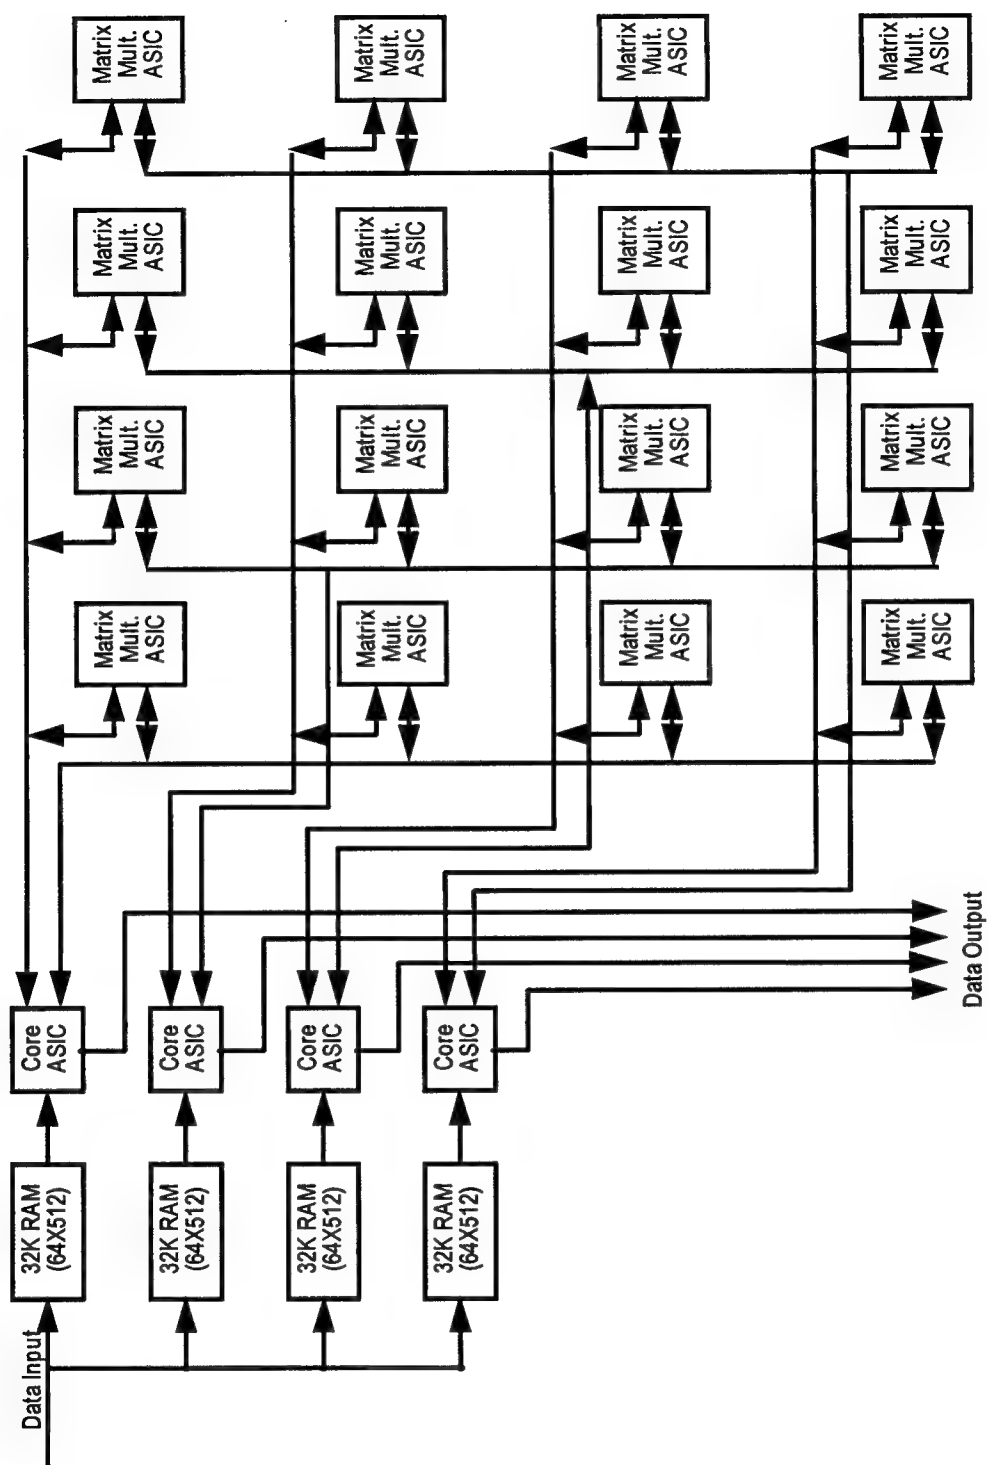 Matrix
Mult.
ASIC
Matrix
Mult.
ASIC
Matrix
Mult.
ASIC
Matrix
Mult.
ASIC
Matrix
Mult.
ASIC
Matrix
Mult.
ASIC
Matrix
Mult.
ASIC
Matrix
Mult.
ASIC
Matrix
Mult.
ASIC
Matrix
Mult.
ASIC
Matrix
Mult.
ASIC
Matrix
Mult.
ASIC
Matrix
Mult.
ASIC
Matrix
Mult.
ASIC
Matrix
Mult.
ASIC
Matrix
Mult.
ASIC
Data Output
Core
ASIC
Core
ASIC
Core
ASIC
Core
ASIC
32K RAM
(64X512)
32K RAM
(64X512)
32K RAM
(64X512)
32K RAM
(64X512)
Data Input